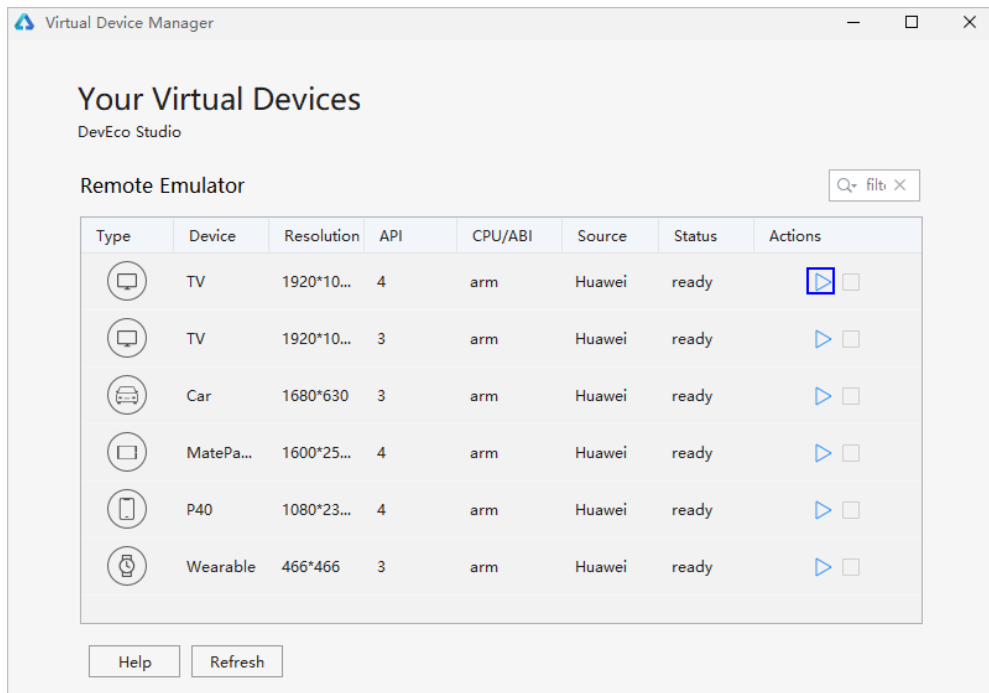 Virtual Device Manager
Your Virtual Devices
DevEco Studio
Remote Emulator
filt
Type Device Resolution API CPU/ABI Source Status Actions
TV 1920*10... 4 arm Huawei ready
TV 1920*10... 3 arm Huawei ready
Car 1680*630 3 arm Huawei ready
MatePa... 1600*25... 4 arm Huawei ready
P40 1080*23... 4 arm Huawei ready
Wearable 466*466 3 arm Huawei ready
Help Refresh